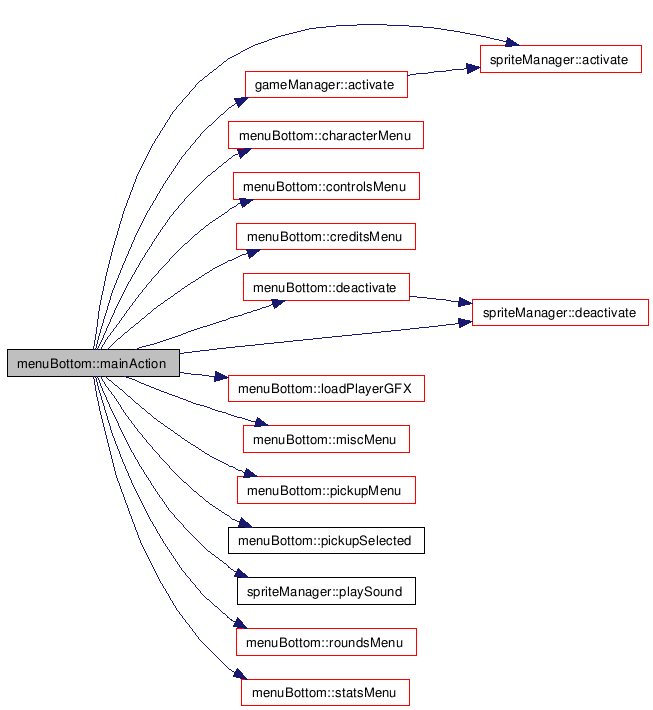 spriteManager::activate
gameManager::activate
menuBottom::characterMenu
menuBottom::controlsMenu
menuBottom::creditsMenu
menuBottom::deactivate
spriteManager::deactivate
menuBottom::mainAction
menuBottom::loadPlayerGFX
menuBottom::miscMenu
menuBottom::pickupMenu
menuBottom::pickupSelected
spriteManager::playSound
menuBottom::roundsMenu
menuBottom::statsMenu